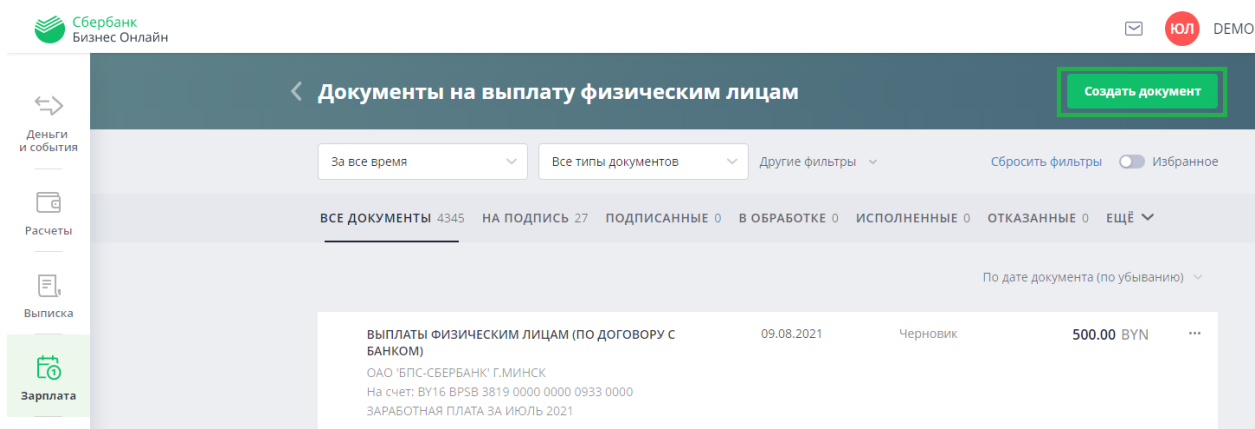 Сбербанк
Бизнес Онлайн
ЮЛ DEMO
Документы на выплату физическим лицам
Создать документ
Деньги
и события
Расчеты
Выписка
Зарплата
За все время
Все типы документов
Другие фильтры
Сбросить фильтры
Избранное
ВСЕ ДОКУМЕНТЫ 4345 НА ПОДПИСЬ 27 ПОДПИСАННЫЕ 0 В ОБРАБОТКЕ 0 ИСПОЛНЕННЫЕ 0 ОТКАЗАННЫЕ 0 ЕЩЁ
По дате документа (по убыванию)
ВЫПЛАТЫ ФИЗИЧЕСКИМ ЛИЦАМ (ПО ДОГОВОРУ С 09.08.2021 Черновик 500.00 BYN ...
БАНКОМ)
ОАО 'БПС-СБЕРБАНК' Г.МИНСК
На счет: BY16 BPSB 3819 0000 0000 0933 0000
ЗАРАБОТНАЯ ПЛАТА ЗА ИЮЛЬ 2021